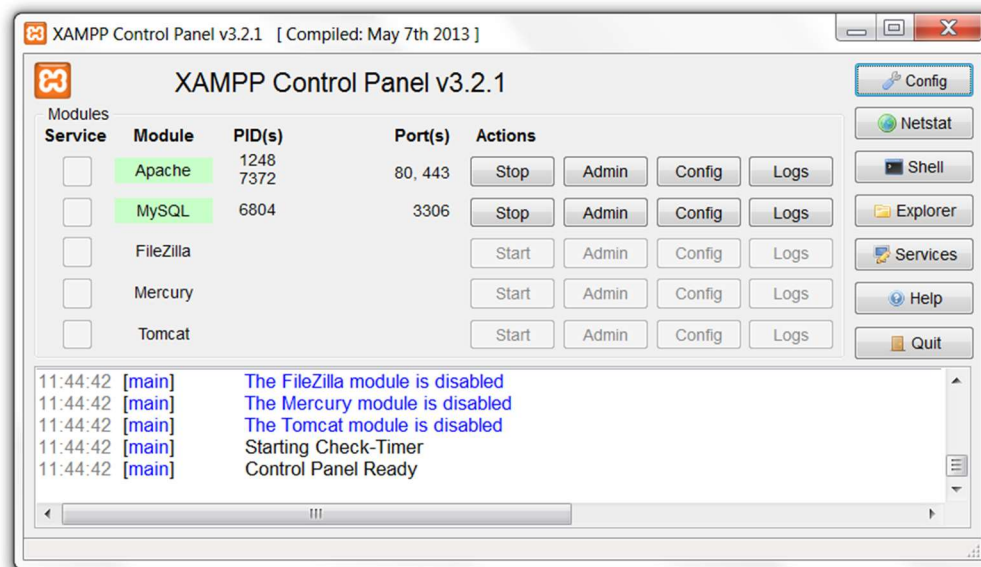 XAMPP Control Panel v3.2.1 [ Compiled: May 7th 2013 ]
XAMPP Control Panel v3.2.1
Config
Modules
Service Module PID(s) Port(s) Actions
Netstat
Apache 1248 7372 80, 443 Stop Admin Config Logs
Shell
MySQL 6804 3306 Stop Admin Config Logs
Explorer
FileZilla Start Admin Config Logs
Services
Mercury Start Admin Config Logs
Help
Tomcat Start Admin Config Logs
Quit
11:44:42 [main] The FileZilla module is disabled
11:44:42 [main] The Mercury module is disabled
11:44:42 [main] The Tomcat module is disabled
11:44:42 [main] Starting Check-Timer
11:44:42 [main] Control Panel Ready